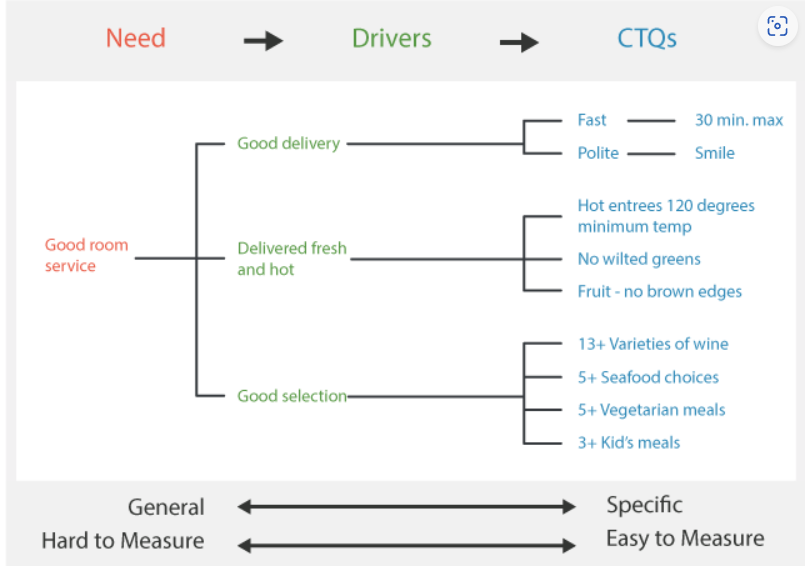 Need
Drivers
CTQs
Good room
service
Good delivery
Fast
30 min. max
Polite
Smile
Delivered fresh
and hot
Hot entrees 120 degrees
minimum temp
No wilted greens
Fruit - no brown edges
Good selection
13+ Varieties of wine
5+ Seafood choices
5+ Vegetarian meals
3+ Kid's meals
General
Specific
Hard to Measure
Easy to Measure